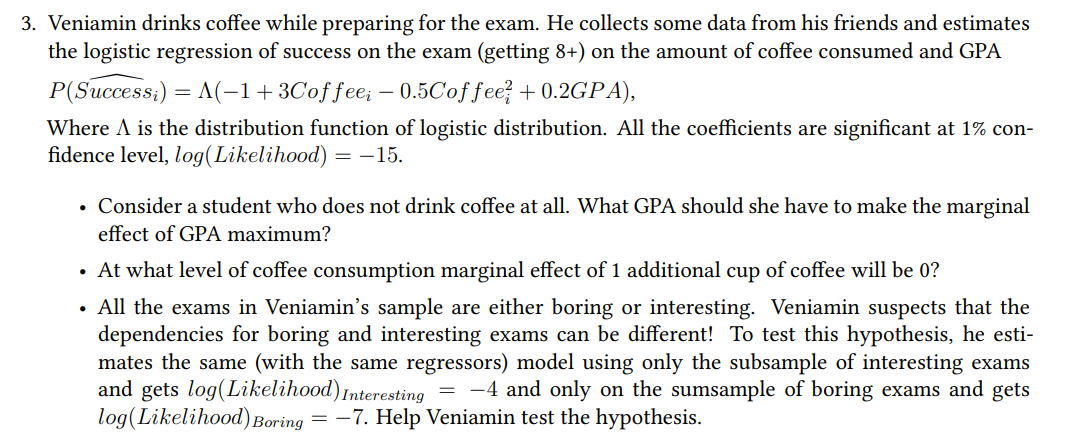 3. Veniamin drinks coffee while preparing for the exam. He collects some data from his friends and estimates
the logistic regression of success on the exam (getting 8+) on the amount of coffee consumed and GPA
P(Success_i)^ = Λ(−1 + 3Coffee_i − 0.5Coffee_i^2 + 0.2GPA),
Where Λ is the distribution function of logistic distribution. All the coefficients are significant at 1% con-
fidence level, log(Likelihood) = −15.
• Consider a student who does not drink coffee at all. What GPA should she have to make the marginal
effect of GPA maximum?
• At what level of coffee consumption marginal effect of 1 additional cup of coffee will be 0?
• All the exams in Veniamin's sample are either boring or interesting. Veniamin suspects that the
dependencies for boring and interesting exams can be different! To test this hypothesis, he esti-
mates the same (with the same regressors) model using only the subsample of interesting exams
and gets log(Likelihood)_Interesting = −4 and only on the sumsample of boring exams and gets
log(Likelihood)_Boring = −7. Help Veniamin test the hypothesis.